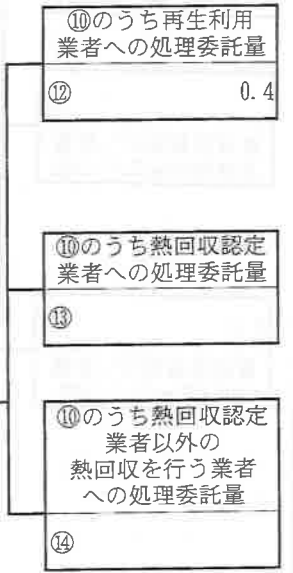 ⑩のうち再生利用
業者への処理委託量
⑫ 0.4
⑩のうち熱回収認定
業者への処理委託量
⑬
⑩のうち熱回収認定
業者以外の
熱回収を行う業者
への処理委託量
⑭